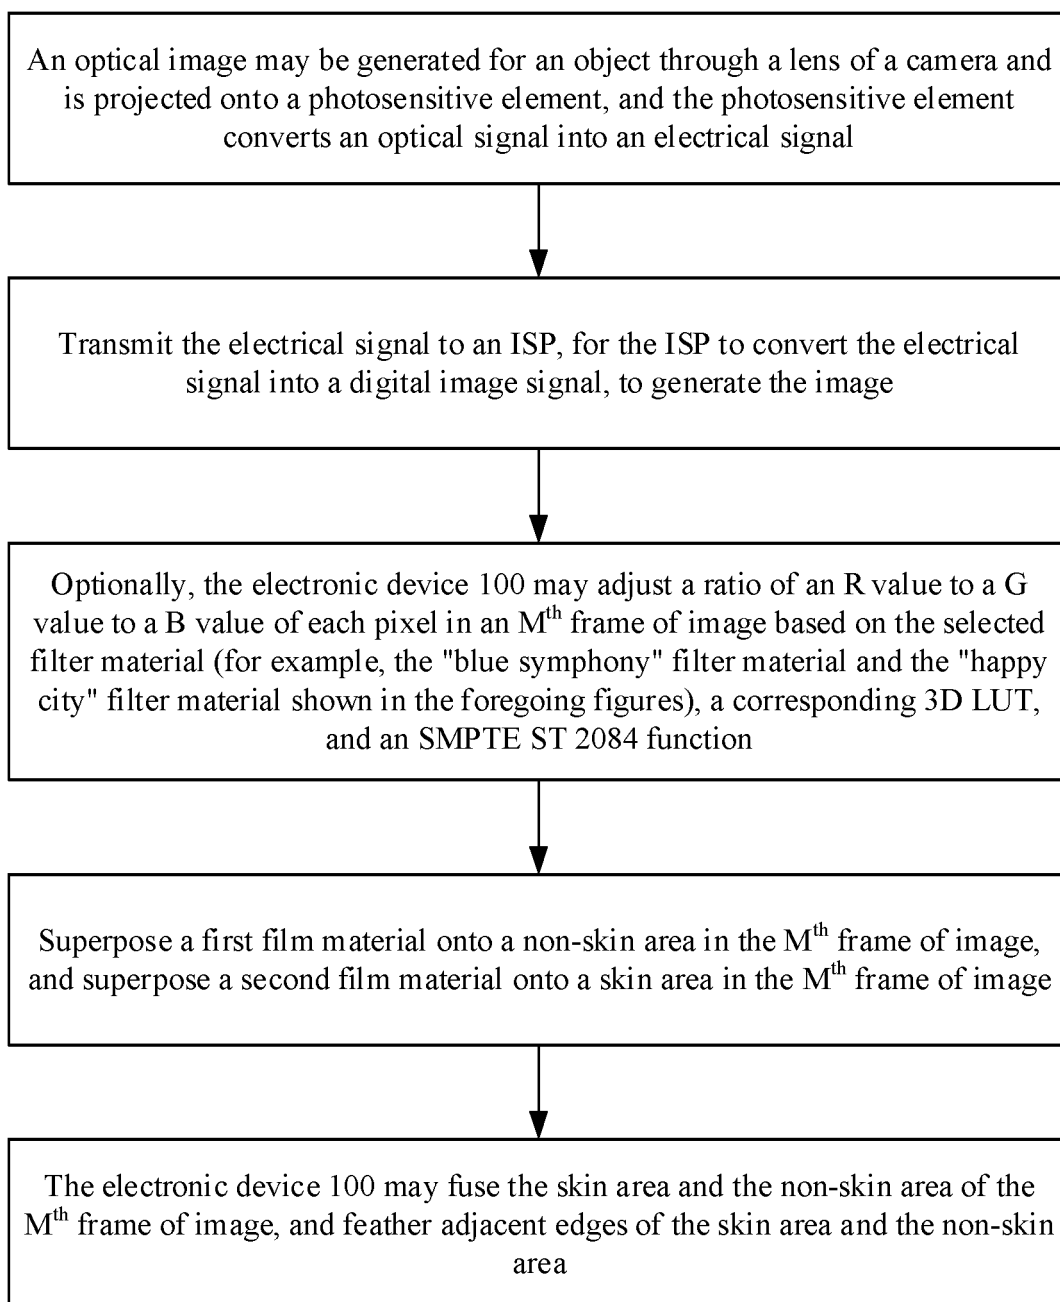 An optical image may be generated for an object through a lens of a camera and
is projected onto a photosensitive element, and the photosensitive element
converts an optical signal into an electrical signal
Transmit the electrical signal to an ISP, for the ISP to convert the electrical
signal into a digital image signal, to generate the image
Optionally, the electronic device 100 may adjust a ratio of an R value to a G
value to a B value of each pixel in an Mth frame of image based on the selected
filter material (for example, the "blue symphony" filter material and the "happy
city" filter material shown in the foregoing figures), a corresponding 3D LUT,
and an SMPTE ST 2084 function
Superpose a first film material onto a non-skin area in the Mth frame of image,
and superpose a second film material onto a skin area in the Mth frame of image
The electronic device 100 may fuse the skin area and the non-skin area of the
Mth frame of image, and feather adjacent edges of the skin area and the non-skin
area